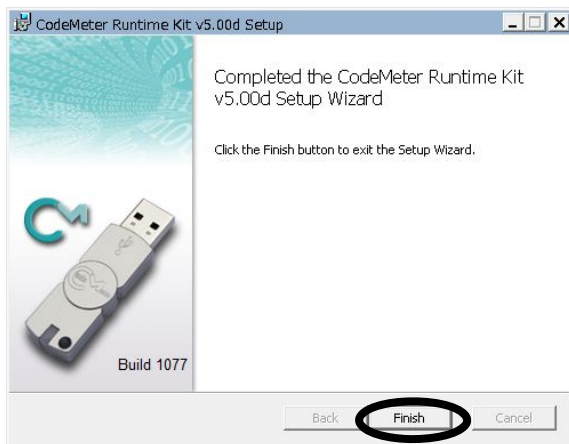 CodeMeter Runtime Kit v5.00d Setup
Completed the CodeMeter Runtime Kit
v5.00d Setup Wizard
Click the Finish button to exit the Setup Wizard.
CM
Build 1077
Back Finish Cancel